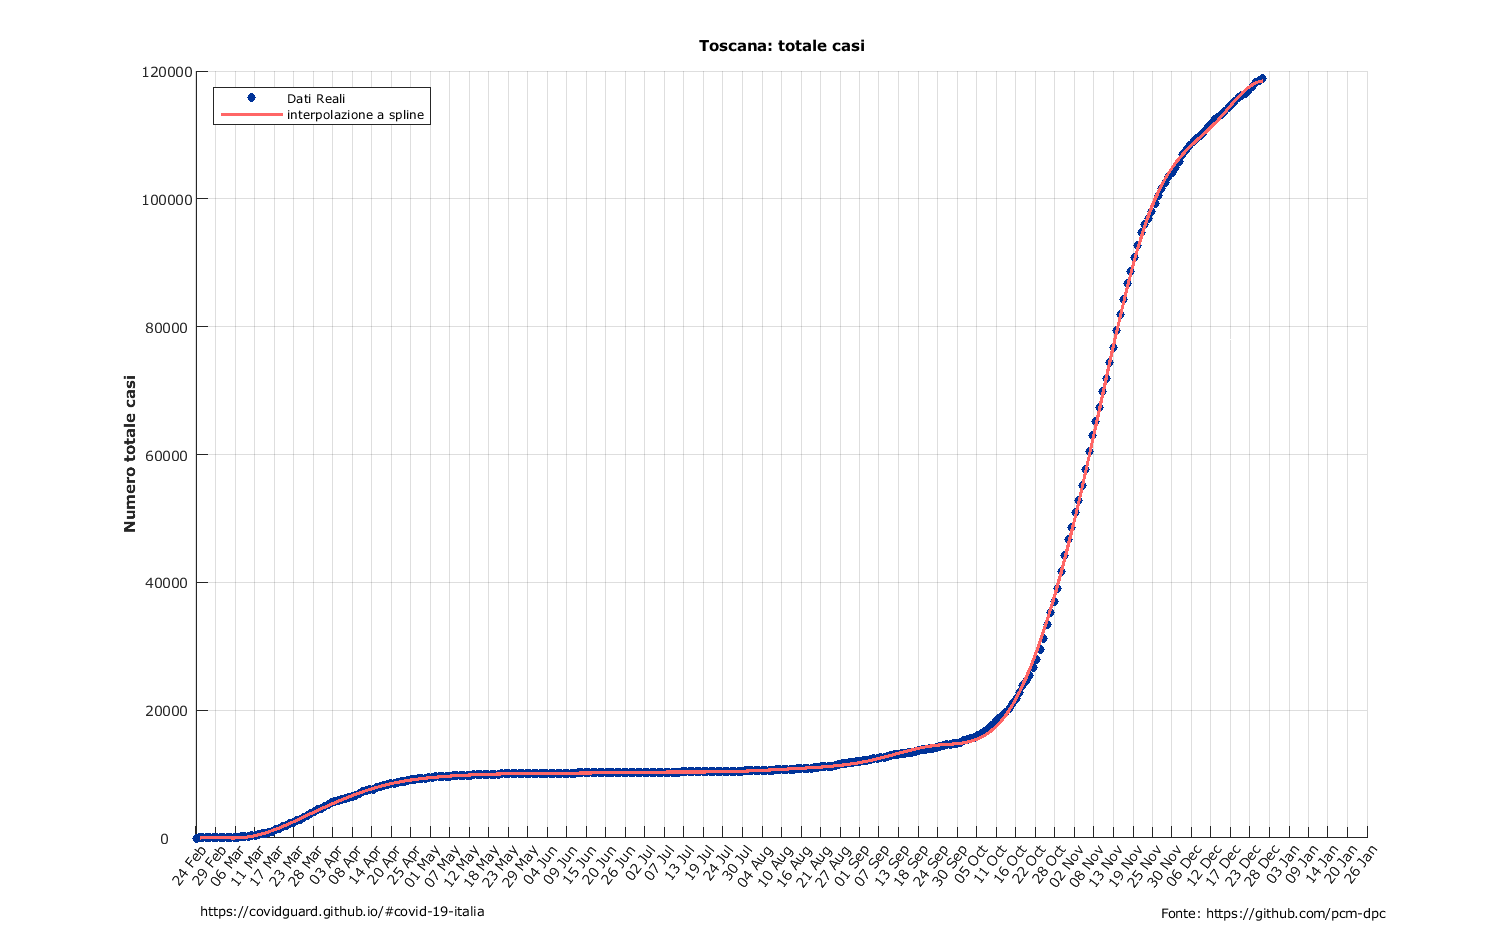 Toscana: totale casi
120000
100000
80000
60000
40000
20000
0
Numero totale casi
Dati Reali
interpolazione a spline
24 Feb
29 Feb
06 Mar
11 Mar
17 Mar
23 Mar
28 Mar
03 Apr
08 Apr
14 Apr
20 Apr
25 Apr
01 May
07 May
12 May
18 May
23 May
29 May
04 Jun
09 Jun
15 Jun
20 Jun
26 Jun
02 Jul
07 Jul
13 Jul
19 Jul
24 Jul
30 Jul
04 Aug
10 Aug
16 Aug
21 Aug
27 Aug
01 Sep
07 Sep
13 Sep
18 Sep
24 Sep
30 Sep
05 Oct
11 Oct
16 Oct
22 Oct
28 Oct
02 Nov
08 Nov
13 Nov
19 Nov
25 Nov
30 Nov
06 Dec
12 Dec
17 Dec
23 Dec
28 Dec
03 Jan
09 Jan
14 Jan
20 Jan
26 Jan
https://covidguard.github.io/#covid-19-italia
Fonte: https://github.com/pcm-dpc